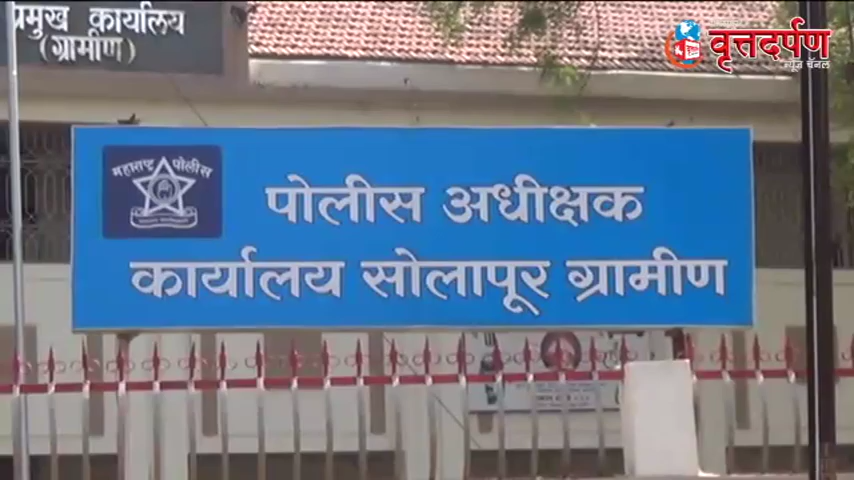 प्रमुख कार्यालय
(ग्रामीण)
वृत्तदर्पण
न्यूज चॅनल
महाराष्ट्र पोलीस
पोलीस अधीक्षक
कार्यालय सोलापूर ग्रामीण